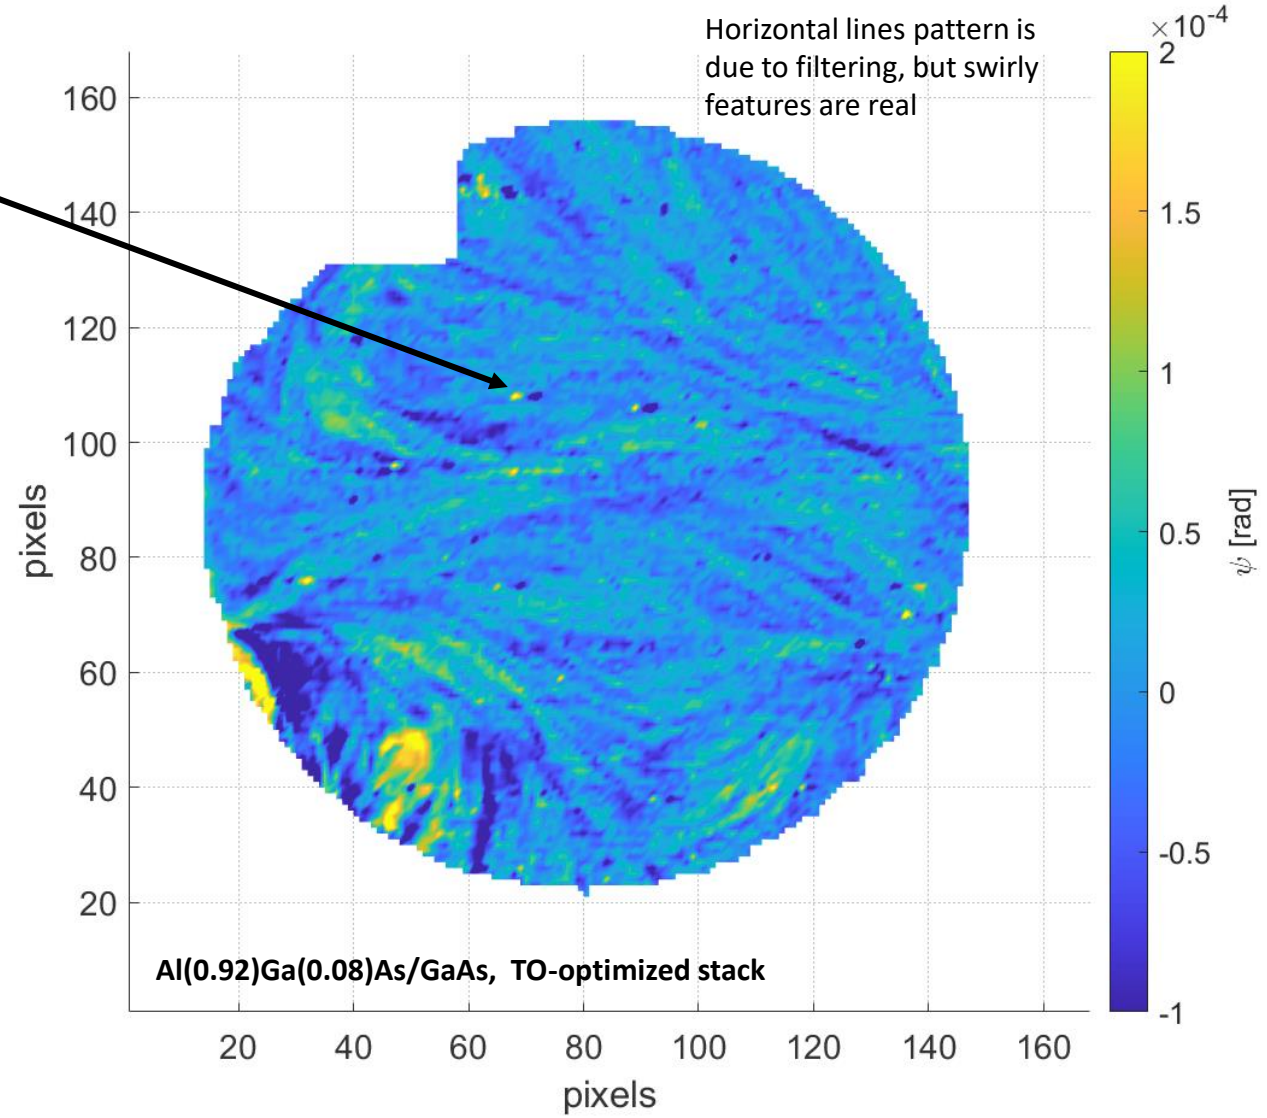 Horizontal lines pattern is
due to filtering, but swirly
features are real
×10^-4
2
1.5
1
0.5
0
-0.5
-1
ψ [rad]
160
140
120
100
80
60
40
20
pixels
Al(0.92)Ga(0.08)As/GaAs, TO-optimized stack
20 40 60 80 100 120 140 160
pixels